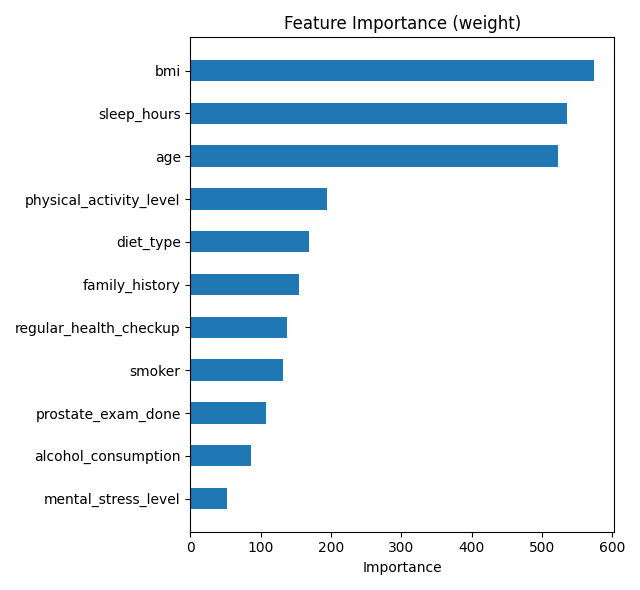 Feature Importance (weight)
bmi
sleep_hours
age
physical_activity_level
diet_type
family_history
regular_health_checkup
smoker
prostate_exam_done
alcohol_consumption
mental_stress_level
0 100 200 300 400 500 600
Importance